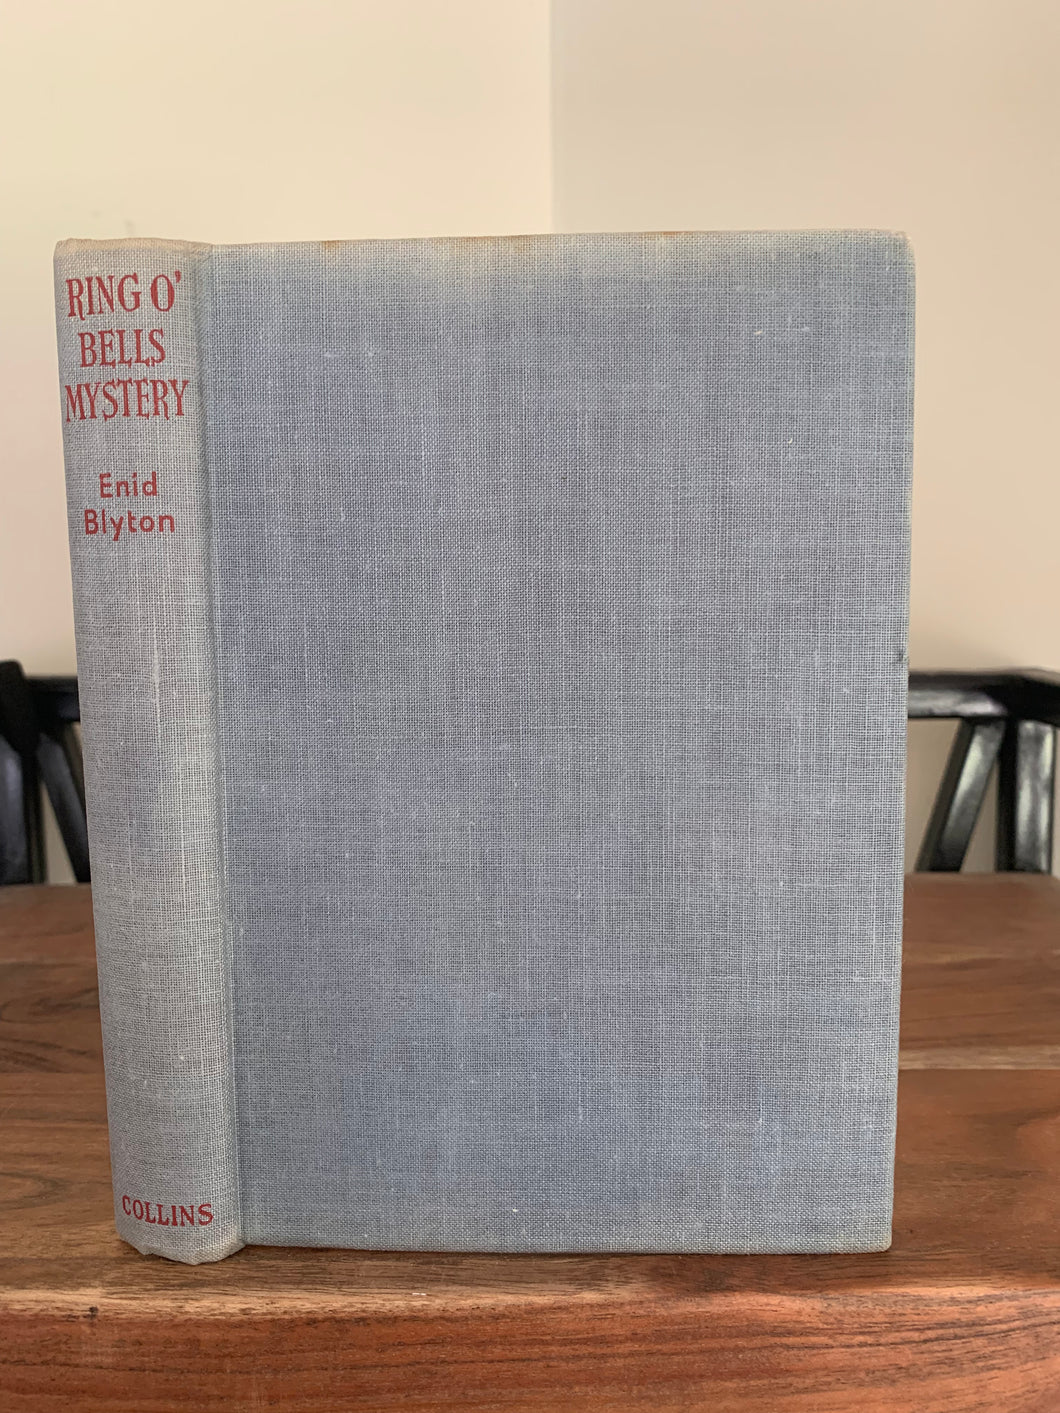 RING O'
BELLS
MYSTERY
Enid
Blyton
COLLINS